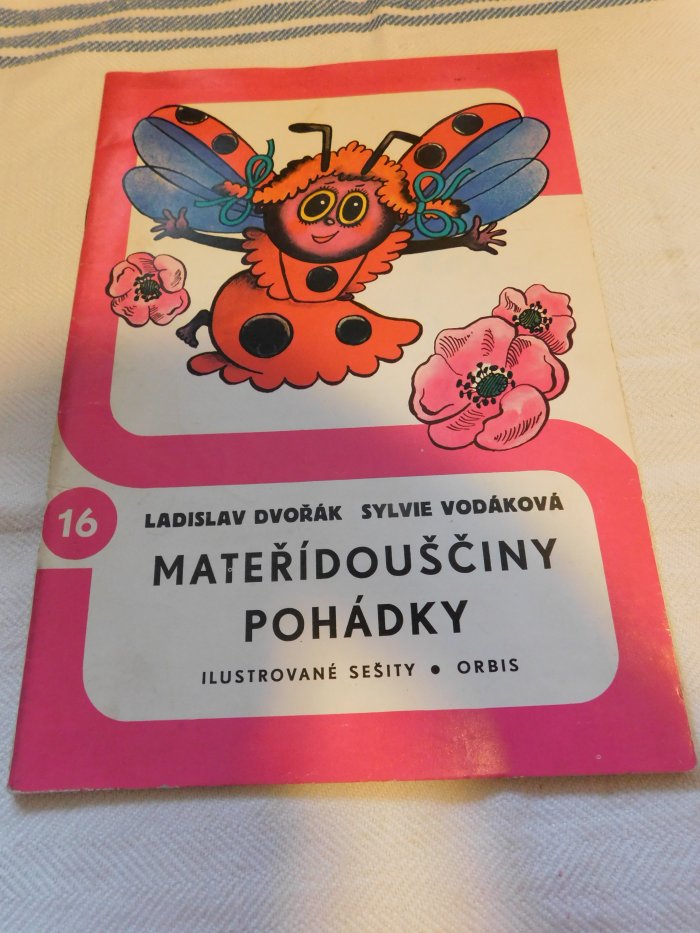 16
LADISLAV DVOŘÁK SYLVIE VODÁKOVÁ
MATEŘÍDOUŠČINY
POHÁDKY
ILUSTROVANÉ SEŠITY • ORBIS